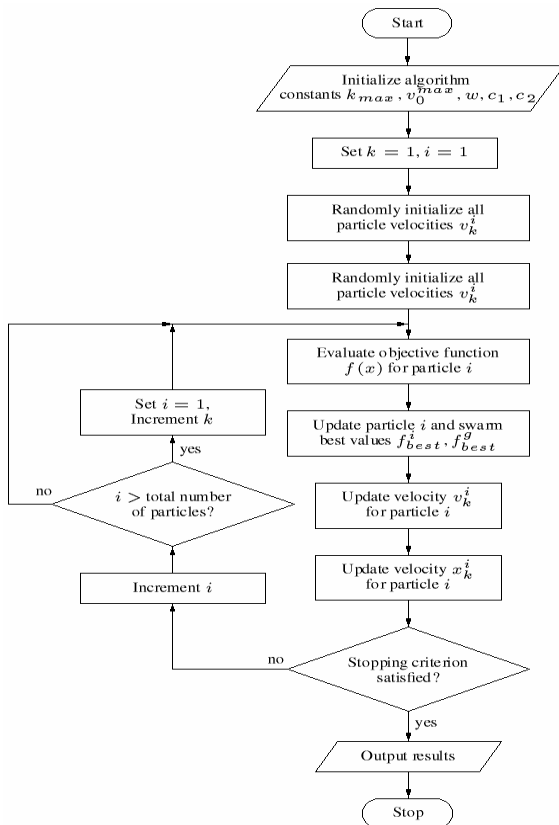 Start
Initialize algorithm
constants k_max, v_0^max, w, c_1, c_2
Set k = 1, i = 1
Randomly initialize all
particle velocities v_k^i
Randomly initialize all
particle velocities v_k^i
Evaluate objective function
f(x) for particle i
Update particle i and swarm
best values f_best^i, f_best^g
Update velocity v_k^i
for particle i
Update velocity x_k^i
for particle i
Stopping criterion
satisfied?
no
yes
Increment i
i > total number
of particles?
no
yes
Set i = 1,
Increment k
Output results
Stop